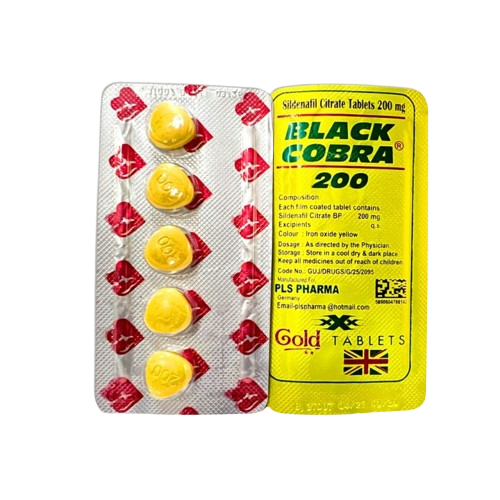 Sildenafil Citrate Tablets 200 mg
BLACK
COBRA®
200
Composition
Each film coated tablet contains
Sildenafil Citrate BP 200 mg
Excipients q.s.
Colour : Iron oxide yellow
Dosage : As directed by the Physician.
Storage : Store in a cool dry & dark place
Keep all medicines out of reach of children
Code No.: GUJ/DRUGS/G/25/2095
Manufactured For
PLS PHARMA
Germany
Email-plspharma @hotmail.com
XXX
Gold TABLETS
200
200